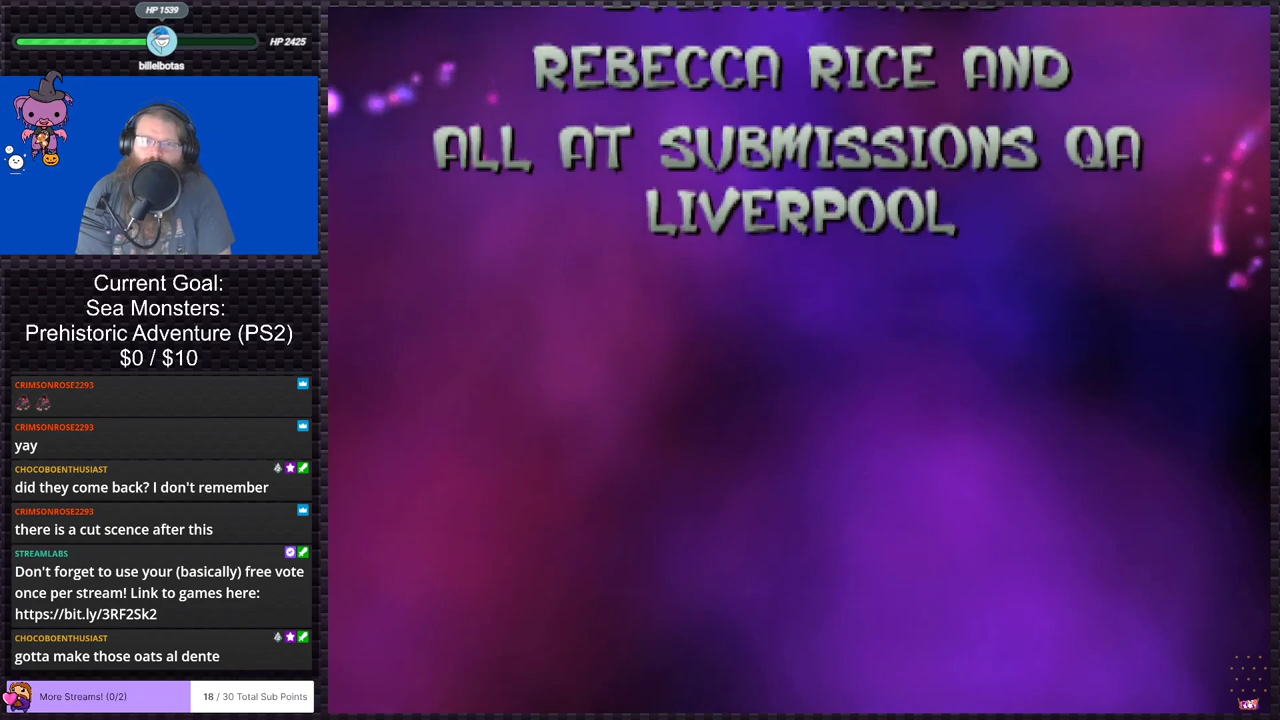 HP 1539
HP 2425
billelbotas
Current Goal:
Sea Monsters:
Prehistoric Adventure (PS2)
$0 / $10
CRIMSONROSE2293
CRIMSONROSE2293
yay
CHOCOBOENTHUSIAST
did they come back? I don't remember
CRIMSONROSE2293
there is a cut scence after this
STREAMLABS
Don't forget to use your (basically) free vote
once per stream! Link to games here:
https://bit.ly/3RF2Sk2
CHOCOBOENTHUSIAST
gotta make those oats al dente
More Streams! (0/2)
18 / 30 Total Sub Points
REBECCA RICE AND
ALL AT SUBMISSIONS QA
LIVERPOOL